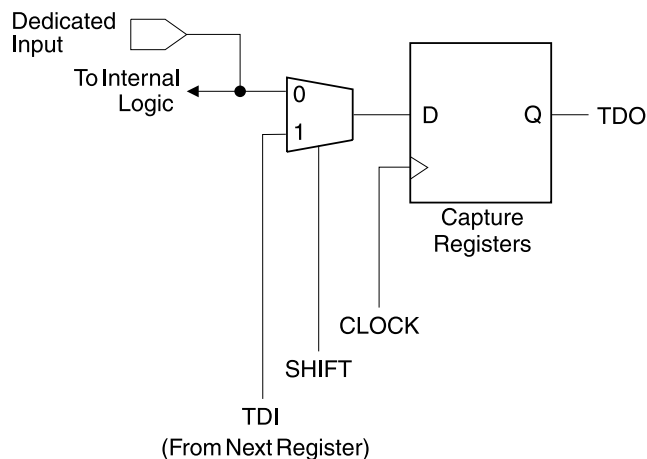 Dedicated
Input
To Internal
Logic
0
1
D
Q
TDO
Capture
Registers
CLOCK
SHIFT
TDI
(From Next Register)